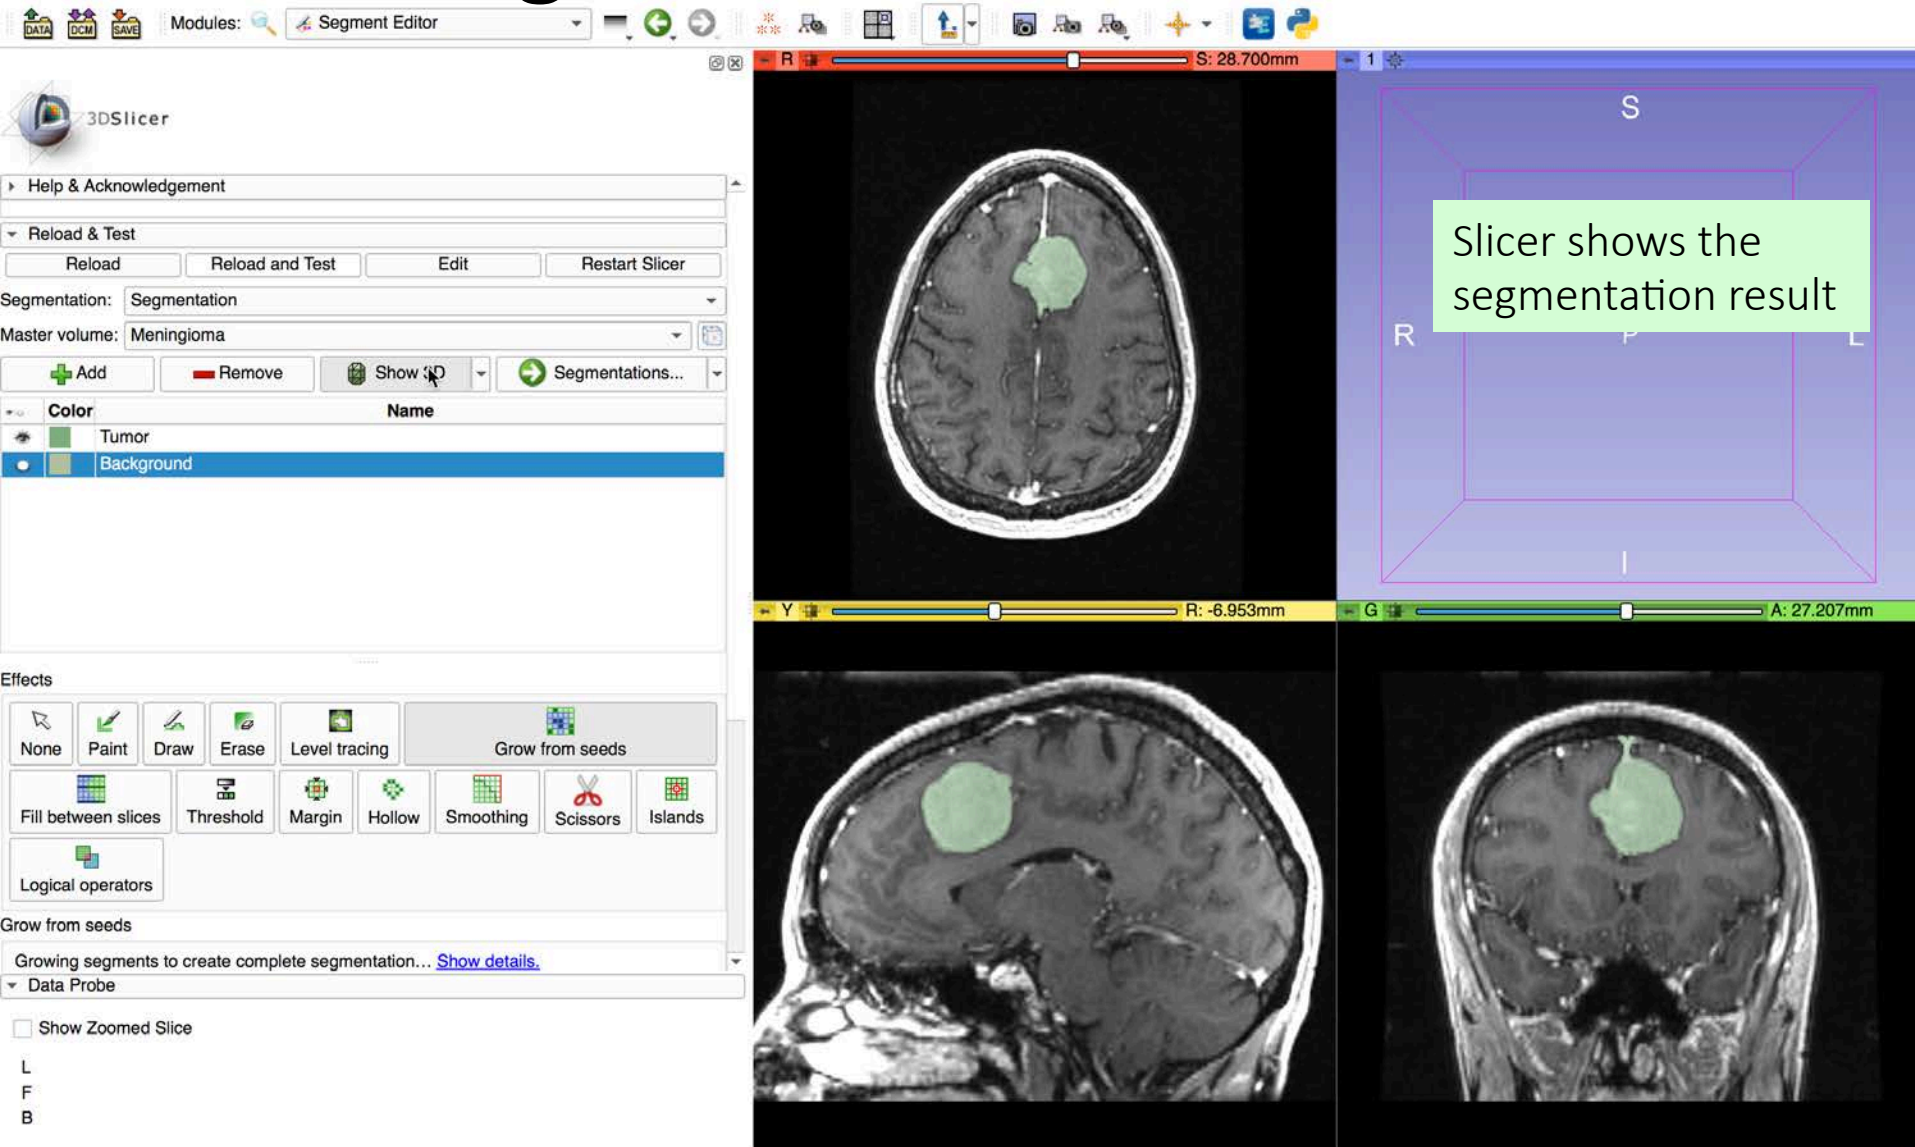 DATA DCM SAVE Modules: Segment Editor
3DSlicer
Help & Acknowledgement
Reload & Test
Reload Reload and Test Edit Restart Slicer
Segmentation: Segmentation
Master volume: Meningioma
Add Remove Show 3D Segmentations...
Color Name
Tumor
Background
Effects
None Paint Draw Erase Level tracing Grow from seeds
Fill between slices Threshold Margin Hollow Smoothing Scissors Islands
Logical operators
Grow from seeds
Growing segments to create complete segmentation... Show details.
Data Probe
Show Zoomed Slice
L
F
B
R S: 28.700mm
1
S
Slicer shows the
segmentation result
R P L
I
Y R: -6.953mm
G A: 27.207mm